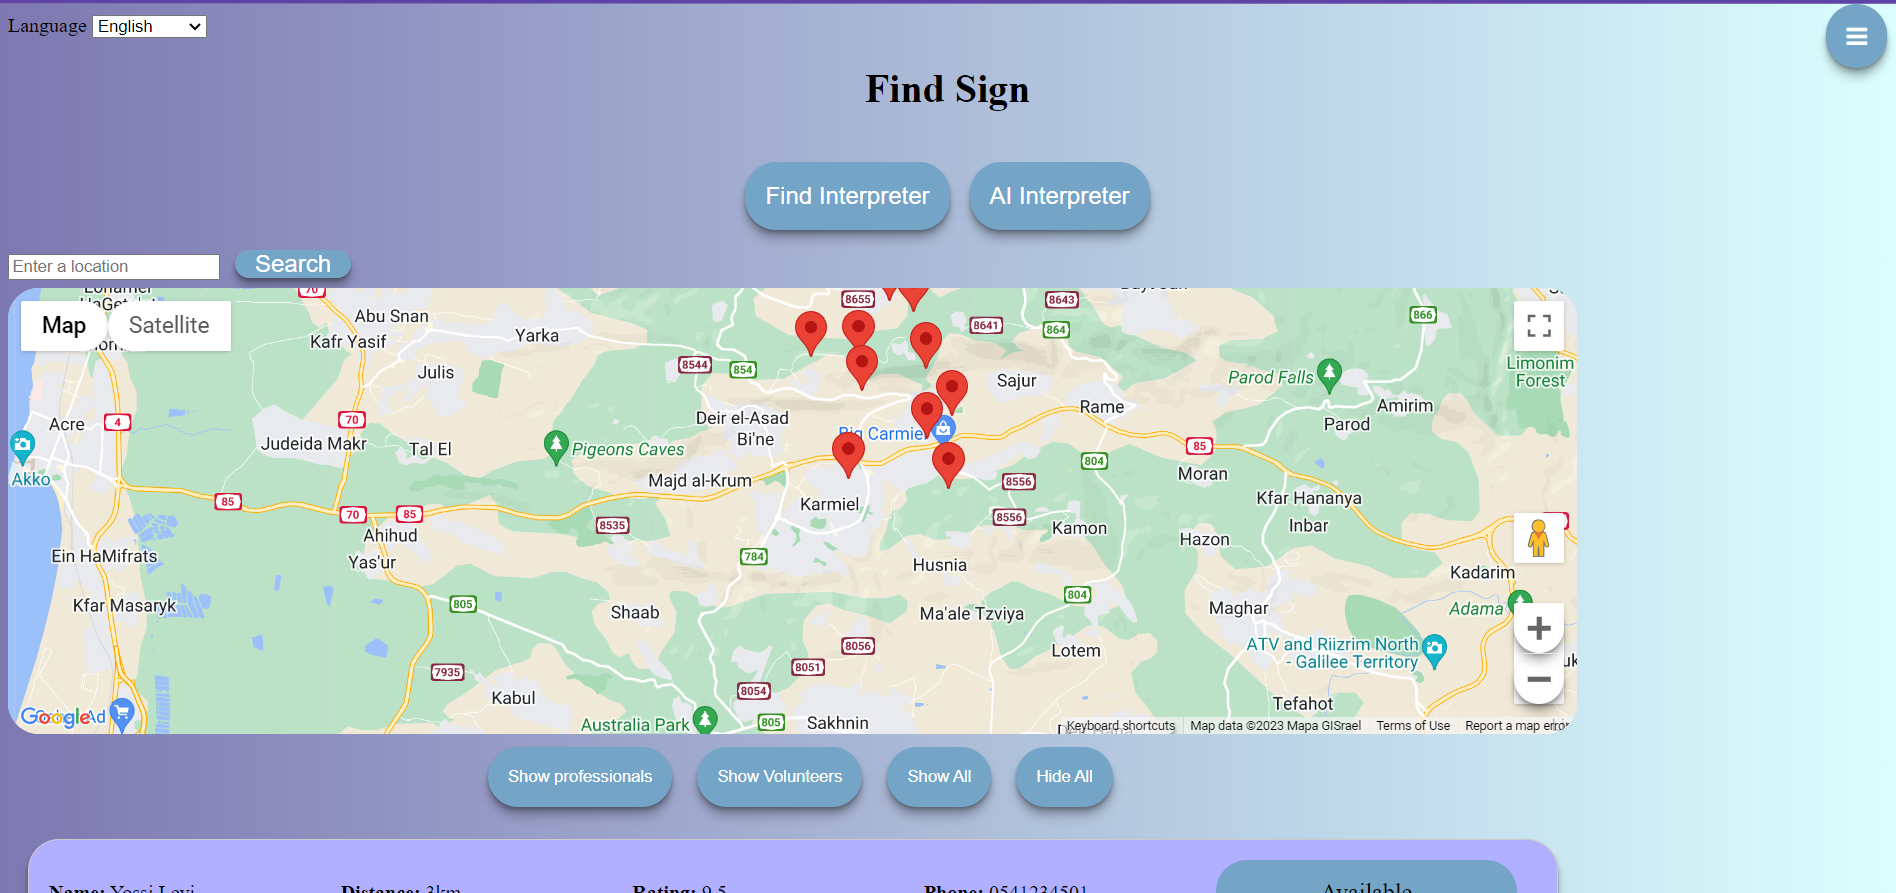 Language English
Find Sign
Find Interpreter AI Interpreter
Enter a location Search
Map Satellite
Abu Snan
Kafr Yasif
Yarka
Julis
8655
8643
8641
864
866
8544
854
Sajur
Parod Falls
Limonim
Forest
Amirim
Parod
Rame
Acre
4
70
Judeida Makr
Tal El
Pigeons Caves
Deir el-Asad
Bi'ne
Big Carmiel
85
804
Moran
Akko
85
70
85
Majd al-Krum
Karmiel
8556
8556
Kamon
Kfar Hananya
Inbar
Hazon
8535
Ahihud
Yas'ur
Ein HaMifrats
784
Husnia
Kadarim
Kfar Masaryk
805
Shaab
Ma'ale Tzviya
804
Maghar
Adama
ATV and Riizrim North
- Galilee Territory
8056
8051
Lotem
7935
Kabul
8054
805
Australia Park
Sakhnin
Tefahot
Google
Keyboard shortcuts Map data ©2023 Mapa GISrael Terms of Use Report a map error
Show professionals Show Volunteers Show All Hide All
Name: Yossi Levi Distance: 3km Rating: 9.5 Phone: 0541234501 Available